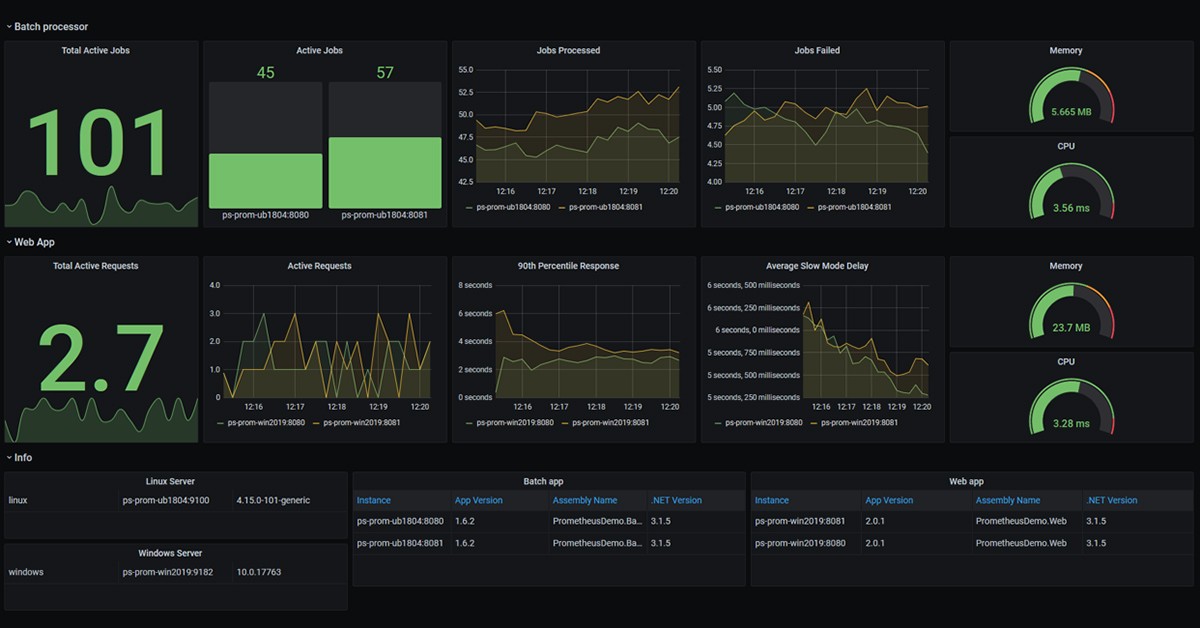 Batch processor
Total Active Jobs
101
Active Jobs
45 57
ps-prom-ub1804:8080 ps-prom-ub1804:8081
Jobs Processed
55.0
52.5
50.0
47.5
45.0
42.5
12:16 12:17 12:18 12:19 12:20
ps-prom-ub1804:8080 ps-prom-ub1804:8081
Jobs Failed
5.50
5.25
5.00
4.75
4.50
4.25
4.00
12:16 12:17 12:18 12:19 12:20
ps-prom-ub1804:8080 ps-prom-ub1804:8081
Memory
5.665 MB
CPU
3.56 ms
Web App
Total Active Requests
2.7
Active Requests
4.0
3.0
2.0
1.0
0
12:16 12:17 12:18 12:19 12:20
ps-prom-win2019:8080 ps-prom-win2019:8081
90th Percentile Response
8 seconds
6 seconds
4 seconds
2 seconds
0 seconds
12:16 12:17 12:18 12:19 12:20
ps-prom-win2019:8080 ps-prom-win2019:8081
Average Slow Mode Delay
6 seconds, 500 milliseconds
6 seconds, 250 milliseconds
6 seconds, 0 milliseconds
5 seconds, 750 milliseconds
5 seconds, 500 milliseconds
5 seconds, 250 milliseconds
12:16 12:17 12:18 12:19 12:20
ps-prom-win2019:8080 ps-prom-win2019:8081
Memory
23.7 MB
CPU
3.28 ms
Info
Linux Server
linux ps-prom-ub1804:9100 4.15.0-101-generic
Windows Server
windows ps-prom-win2019:9182 10.0.17763
Batch app
Instance App Version Assembly Name .NET Version
ps-prom-ub1804:8080 1.6.2 PrometheusDemo.Ba... 3.1.5
ps-prom-ub1804:8081 1.6.2 PrometheusDemo.Ba... 3.1.5
Web app
Instance App Version Assembly Name .NET Version
ps-prom-win2019:8081 2.0.1 PrometheusDemo.Web 3.1.5
ps-prom-win2019:8080 2.0.1 PrometheusDemo.Web 3.1.5